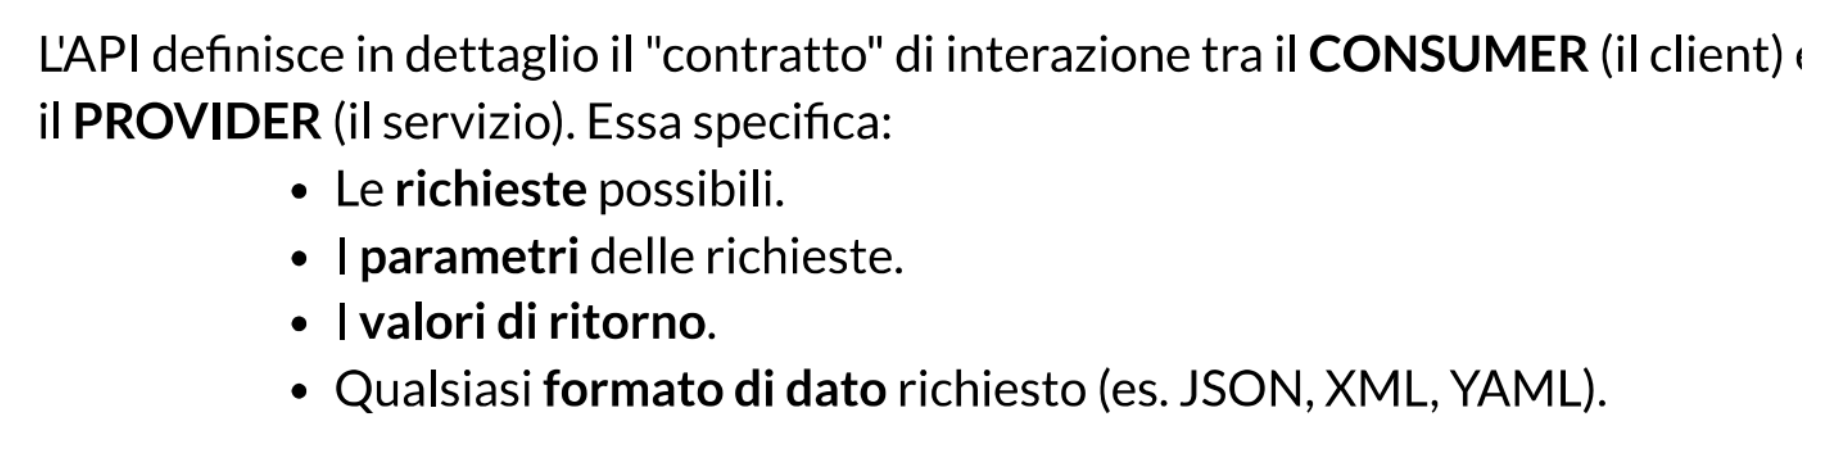 L'API definisce in dettaglio il "contratto" di interazione tra il CONSUMER (il client) e
il PROVIDER (il servizio). Essa specifica:
• Le richieste possibili.
• I parametri delle richieste.
• I valori di ritorno.
• Qualsiasi formato di dato richiesto (es. JSON, XML, YAML).